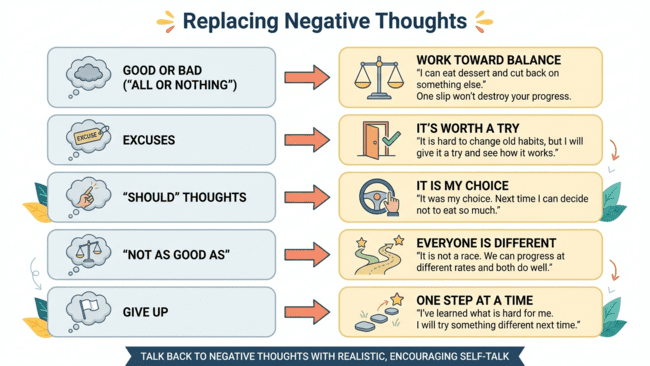 Replacing Negative Thoughts
GOOD OR BAD
("ALL OR NOTHING")
WORK TOWARD BALANCE
"I can eat dessert and cut back on
something else."
One slip won't destroy your progress.
EXCUSE
EXCUSES
IT'S WORTH A TRY
"It is hard to change old habits, but I will
give it a try and see how it works."
"SHOULD" THOUGHTS
IT IS MY CHOICE
"It was my choice. Next time I can decide
not to eat so much."
"NOT AS GOOD AS"
EVERYONE IS DIFFERENT
"It is not a race. We can progress at
different rates and both do well."
GIVE UP
ONE STEP AT A TIME
"I've learned what is hard for me.
I will try something different next time."
TALK BACK TO NEGATIVE THOUGHTS WITH REALISTIC, ENCOURAGING SELF-TALK